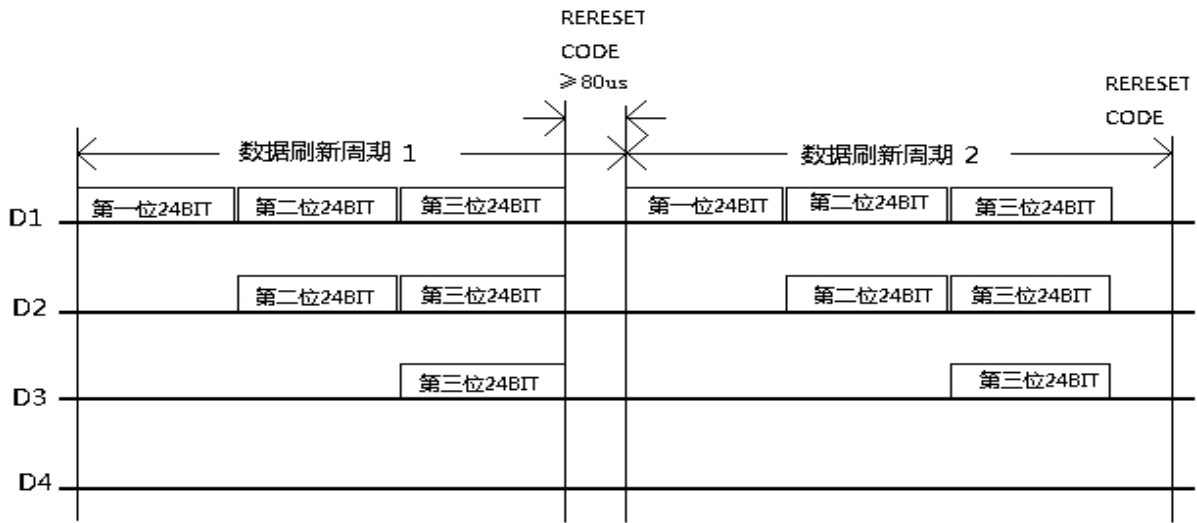 RERESET
CODE
≥80us
RERESET
CODE
数据刷新周期 1
数据刷新周期 2
D1
第一位24BIT
第二位24BIT
第三位24BIT
第一位24BIT
第二位24BIT
第三位24BIT
D2
第二位24BIT
第三位24BIT
第二位24BIT
第三位24BIT
D3
第三位24BIT
第三位24BIT
D4